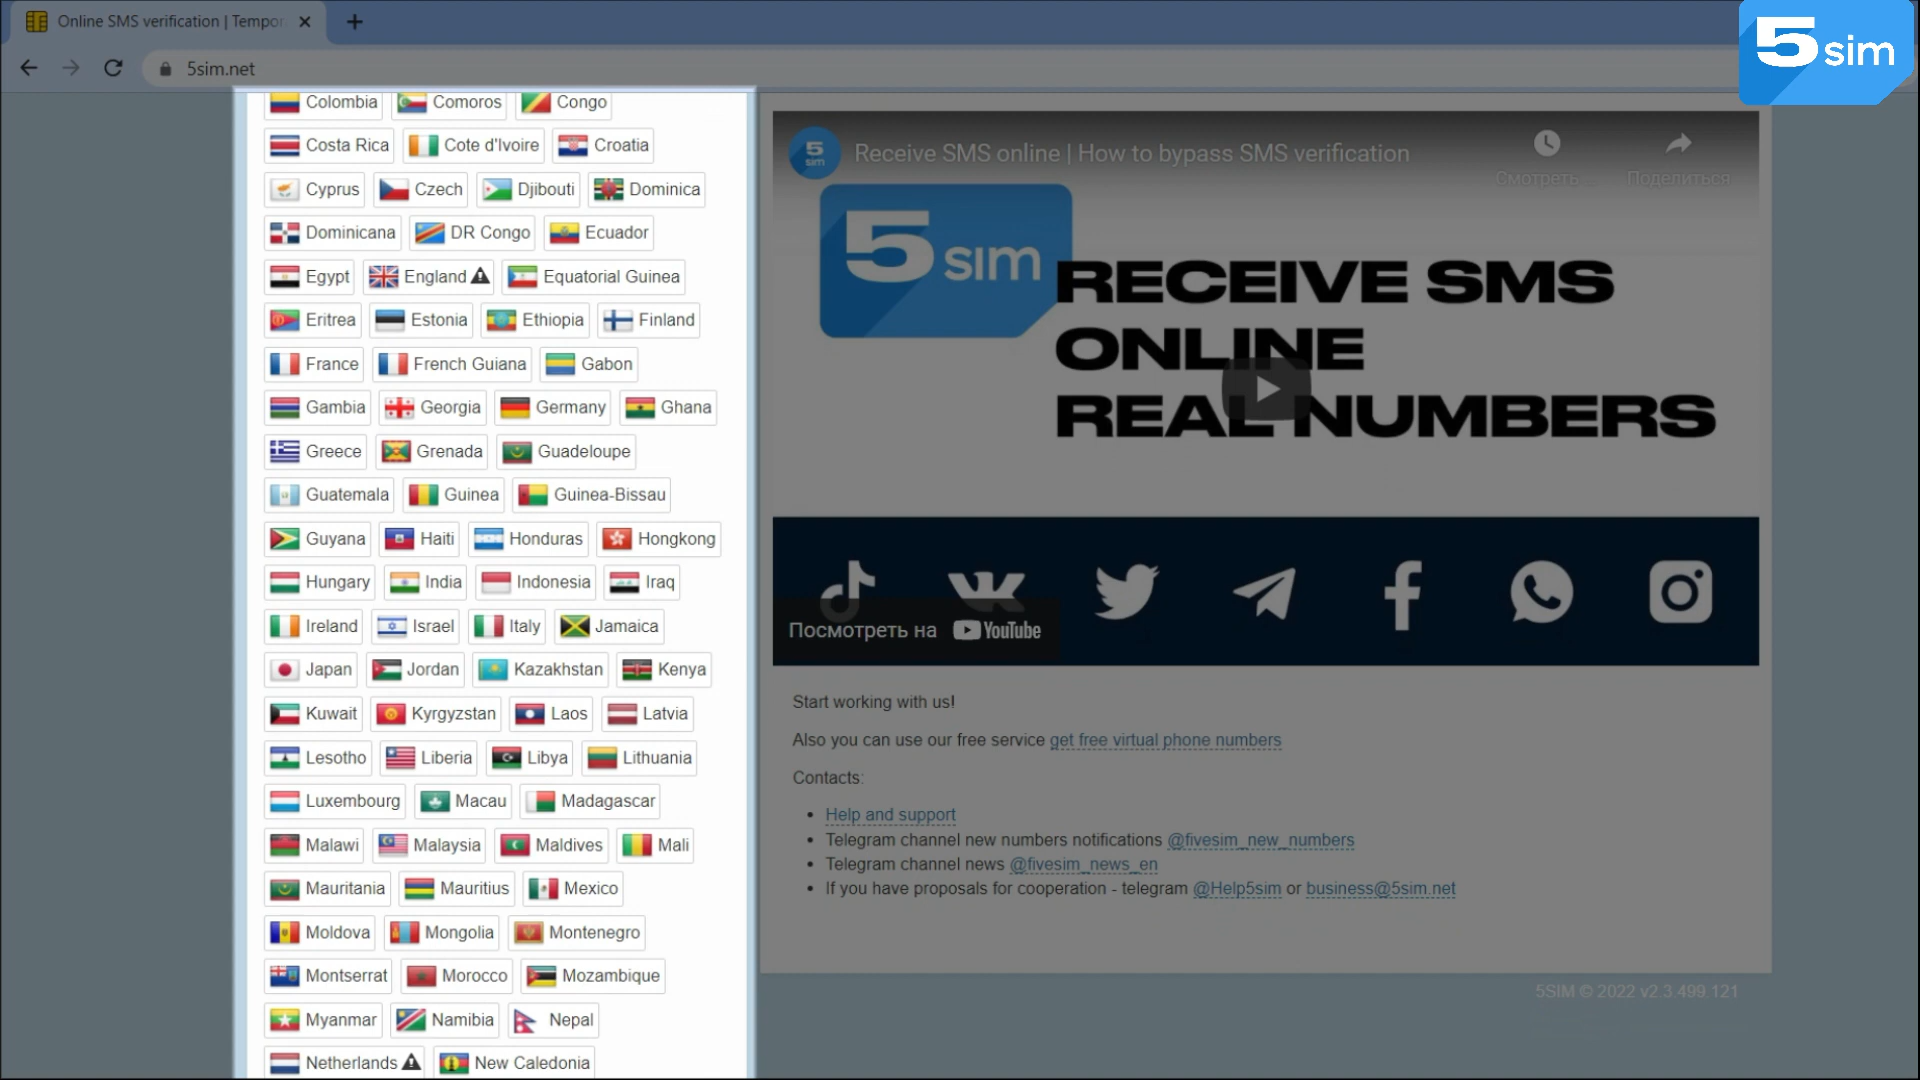 Online SMS verification | Tempor
5sim.net
5sim
Colombia Comoros Congo
Costa Rica Cote d'Ivoire Croatia
Cyprus Czech Djibouti Dominica
Dominicana DR Congo Ecuador
Egypt England Equatorial Guinea
Eritrea Estonia Ethiopia Finland
France French Guiana Gabon
Gambia Georgia Germany Ghana
Greece Grenada Guadeloupe
Guatemala Guinea Guinea-Bissau
Guyana Haiti Honduras Hongkong
Hungary India Indonesia Iraq
Ireland Israel Italy Jamaica
Japan Jordan Kazakhstan Kenya
Kuwait Kyrgyzstan Laos Latvia
Lesotho Liberia Libya Lithuania
Luxembourg Macau Madagascar
Malawi Malaysia Maldives Mali
Mauritania Mauritius Mexico
Moldova Mongolia Montenegro
Montserrat Morocco Mozambique
Myanmar Namibia Nepal
Netherlands New Caledonia
5 sim
Receive SMS online | How to bypass SMS verification
Смотреть... Поделиться
5sim
RECEIVE SMS
ONLINE
REAL NUMBERS
Посмотреть на YouTube
Start working with us!
Also you can use our free service get free virtual phone numbers
Contacts:
Help and support
Telegram channel new numbers notifications @fivesim_new_numbers
Telegram channel news @fivesim_news_en
If you have proposals for cooperation - telegram @Help5sim or business@5sim.net
5SIM © 2022 v2.3.499.121